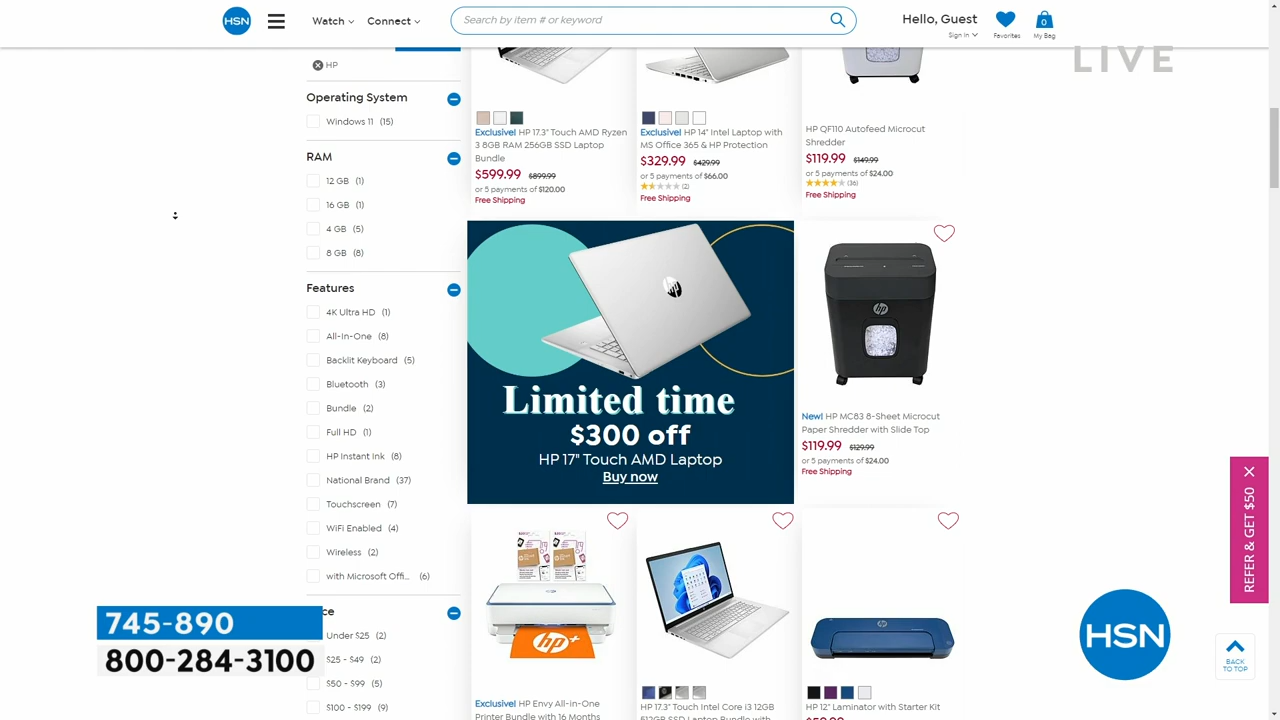 HSN
Watch
Connect
Search by item # or keyword
Hello, Guest
Sign In
Favorites
0
My Bag
LIVE
HP
Operating System
Windows 11 (15)
RAM
12 GB (1)
16 GB (1)
4 GB (5)
8 GB (8)
Features
4K Ultra HD (1)
All-In-One (8)
Backlit Keyboard (5)
Bluetooth (3)
Bundle (2)
Full HD (1)
HP Instant Ink (8)
National Brand (37)
Touchscreen (7)
WiFi Enabled (4)
Wireless (2)
with Microsoft Offi... (6)
ce
Under $25 (2)
$25 - $49 (2)
$50 - $99 (5)
$100 - $199 (9)
Exclusive! HP 17.3" Touch AMD Ryzen
3 8GB RAM 256GB SSD Laptop
Bundle
$599.99 $899.99
or 5 payments of $120.00
Free Shipping
Exclusive! HP 14" Intel Laptop with
MS Office 365 & HP Protection
$329.99 $429.99
or 5 payments of $66.00
(2)
Free Shipping
HP QF110 Autofeed Microcut
Shredder
$119.99 $149.99
or 5 payments of $24.00
(36)
Free Shipping
hp
Limited time
$300 off
HP 17" Touch AMD Laptop
Buy now
hp
New! HP MC83 8-Sheet Microcut
Paper Shredder with Slide Top
$119.99 $129.99
or 5 payments of $24.00
Free Shipping
hp+
Exclusive! HP Envy All-in-One
Printer Bundle with 16 Months
HP 17.3" Touch Intel Core i3 12GB
512GB SSD Laptop Bundle with
hp
HP 12" Laminator with Starter Kit
REFER & GET $50
745-890
800-284-3100
HSN
BACK
TO TOP